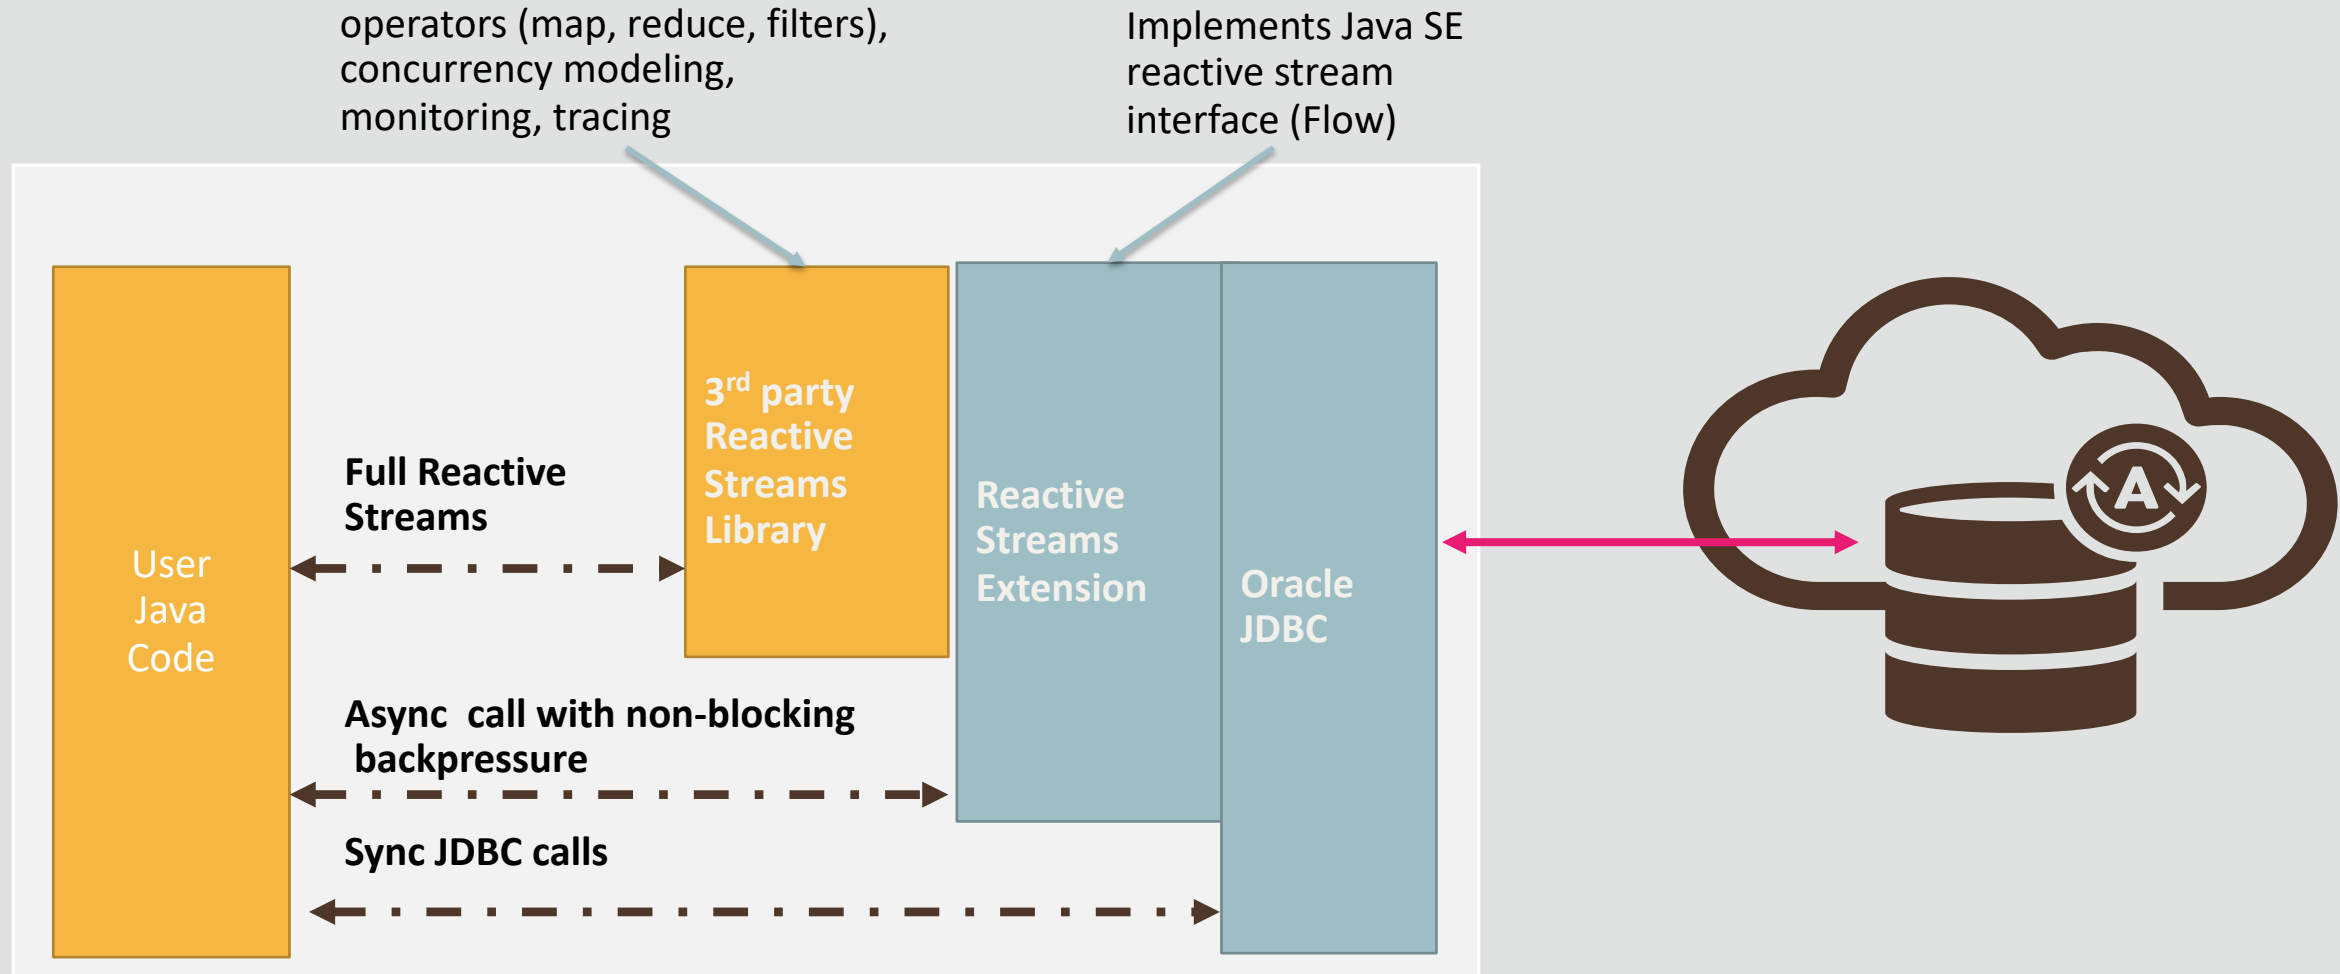 operators (map, reduce, filters),
concurrency modeling,
monitoring, tracing
Implements Java SE
reactive stream
interface (Flow)
User
Java
Code
Full Reactive
Streams
3rd party
Reactive
Streams
Library
Reactive
Streams
Extension
Oracle
JDBC
A
Async call with non-blocking
backpressure
Sync JDBC calls